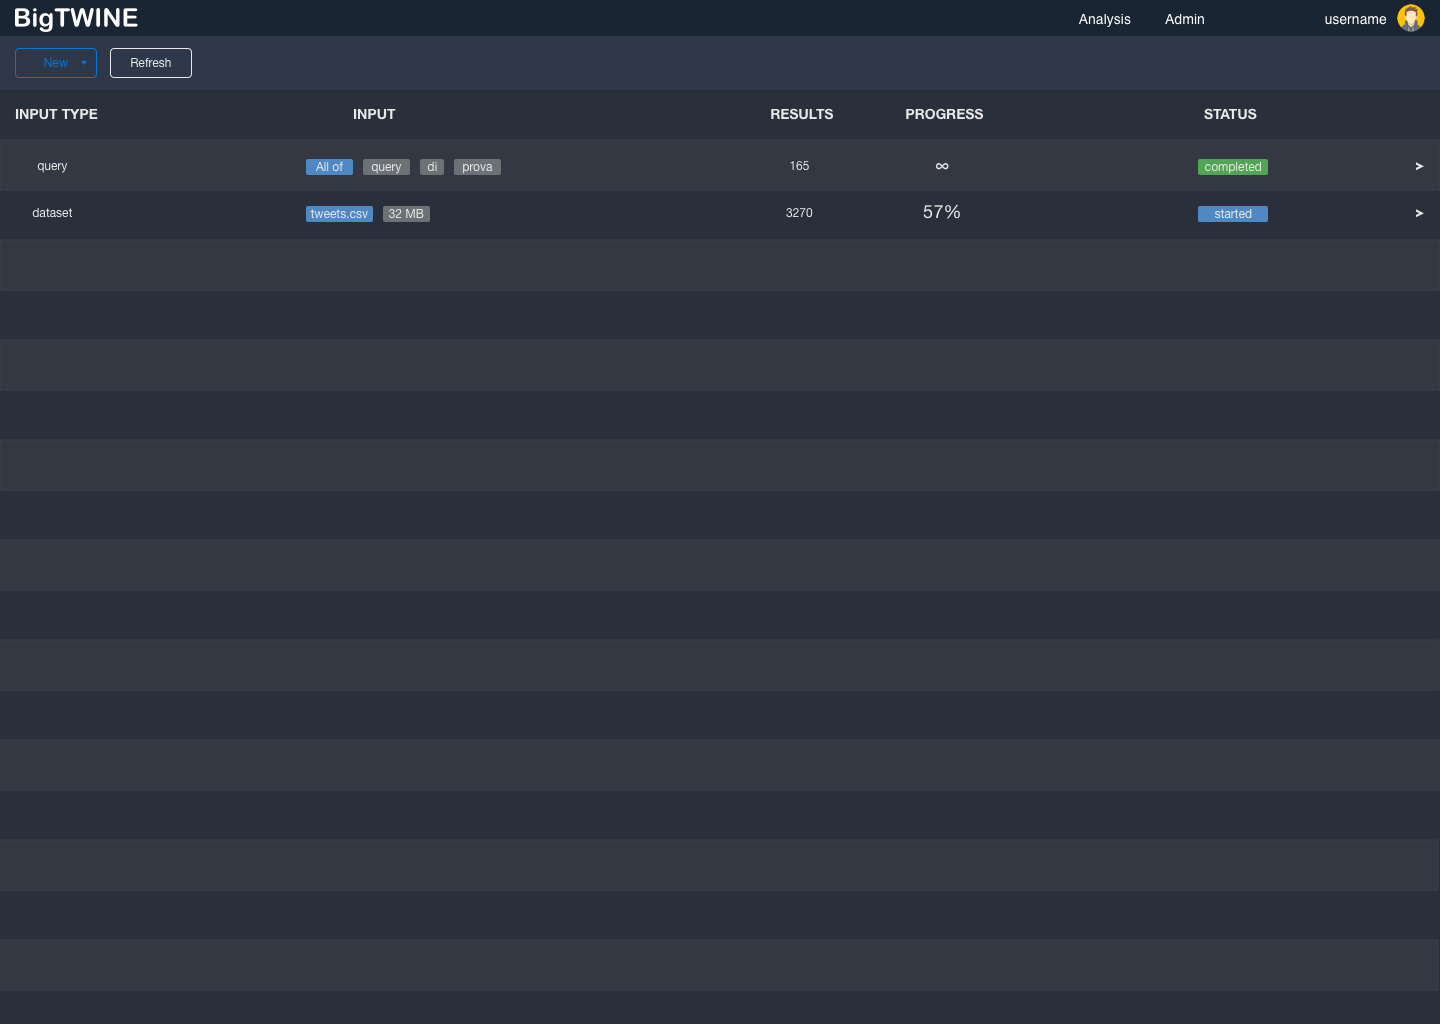 BigTWINE Analysis Admin username
New Refresh
INPUT TYPE INPUT RESULTS PROGRESS STATUS
query All of query di prova 165 ∞ completed >
dataset tweets.csv 32 MB 3270 57% started >